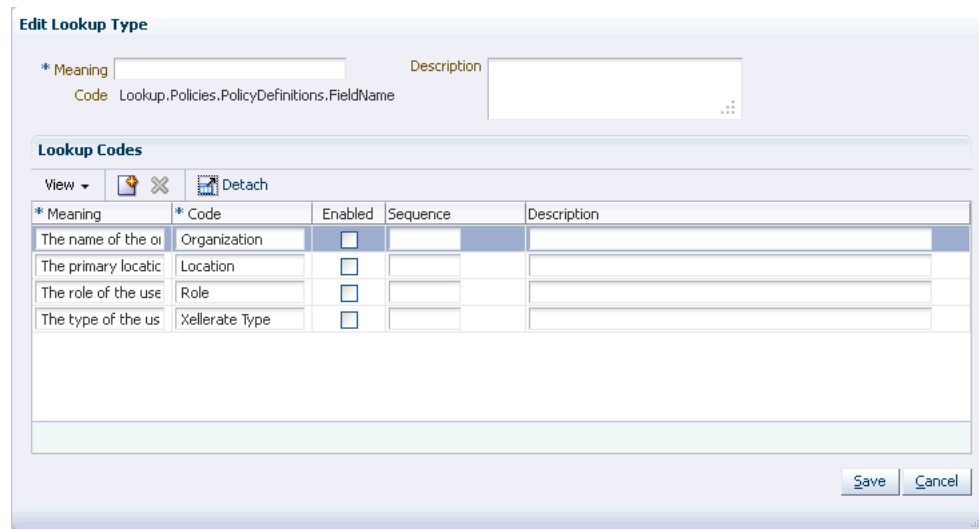 Edit Lookup Type
* Meaning
Description
Code Lookup.Policies.PolicyDefinitions.FieldName
Lookup Codes
View Detach
* Meaning * Code Enabled Sequence Description
The name of the or Organization
The primary locatic Location
The role of the use Role
The type of the us Xellerate Type
Save Cancel